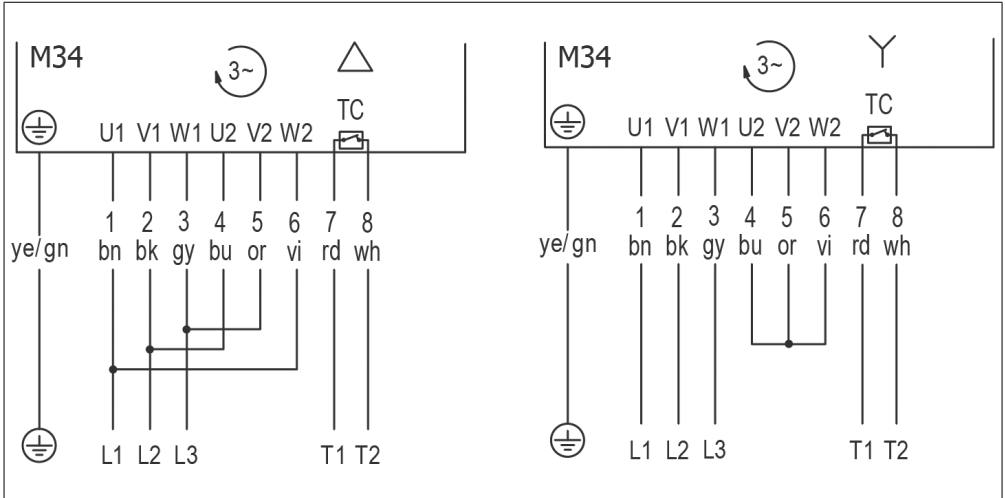 M34
3~
TC
U1 V1 W1 U2 V2 W2
1 2 3 4 5 6 7 8
ye/gn bn bk gy bu or vi rd wh
L1 L2 L3 T1 T2
M34
3~
TC
U1 V1 W1 U2 V2 W2
1 2 3 4 5 6 7 8
ye/gn bn bk gy bu or vi rd wh
L1 L2 L3 T1 T2